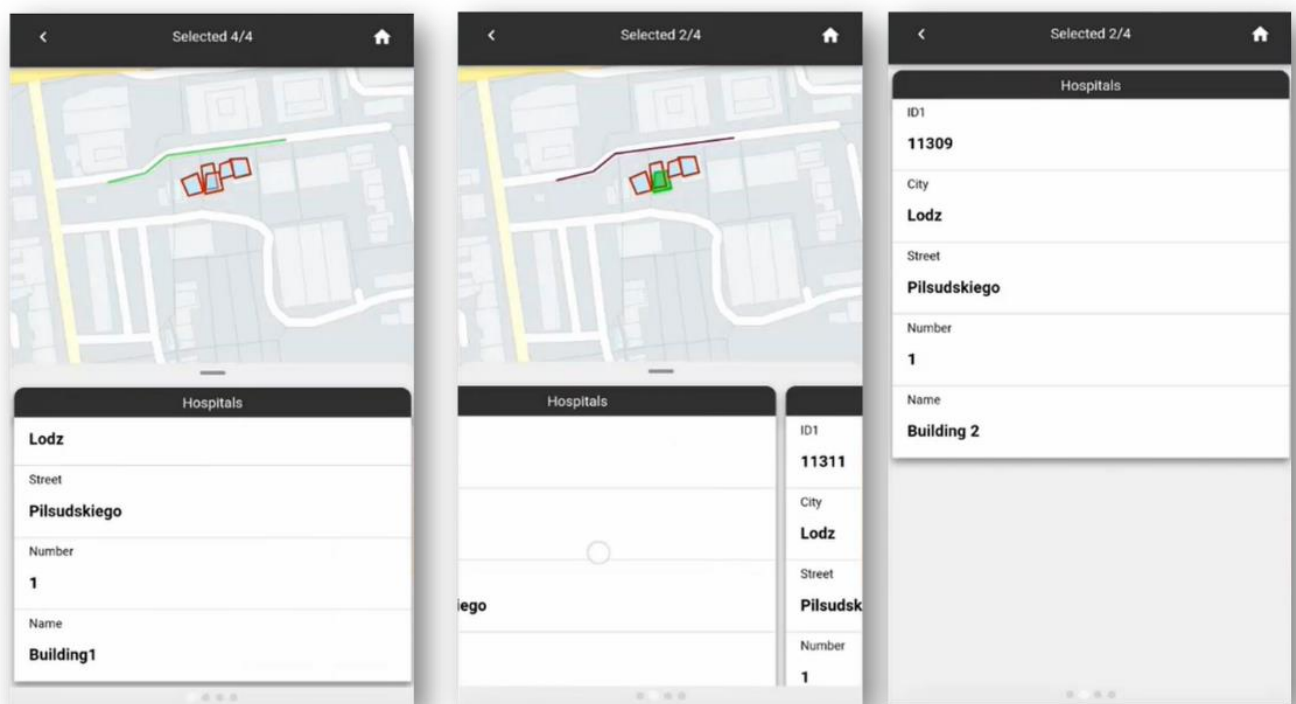 Selected 4/4
Hospitals
Lodz
Street
Pilsudskiego
Number
1
Name
Building1
Selected 2/4
Hospitals
iego
ID1
11311
City
Lodz
Street
Pilsudsk
Number
1
Selected 2/4
Hospitals
ID1
11309
City
Lodz
Street
Pilsudskiego
Number
1
Name
Building 2